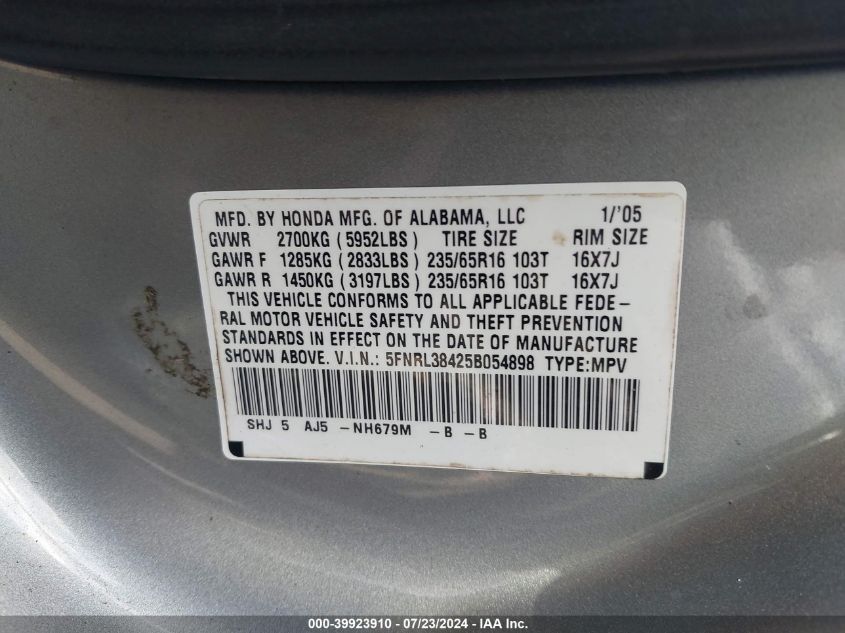 MFD. BY HONDA MFG. OF ALABAMA, LLC 1/'05
GVWR 2700KG (5952LBS) TIRE SIZE RIM SIZE
GAWR F 1285KG (2833LBS) 235/65R16 103T 16X7J
GAWR R 1450KG (3197LBS) 235/65R16 103T 16X7J
THIS VEHICLE CONFORMS TO ALL APPLICABLE FEDE-
RAL MOTOR VEHICLE SAFETY AND THEFT PREVENTION
STANDARDS IN EFFECT ON THE DATE OF MANUFACTURE
SHOWN ABOVE. V.I.N.: 5FNRL38425B054898 TYPE:MPV
SHJ 5 AJ5 -NH679M -B -B
000-39923910 / 07/23/2024 / IAAI.COM